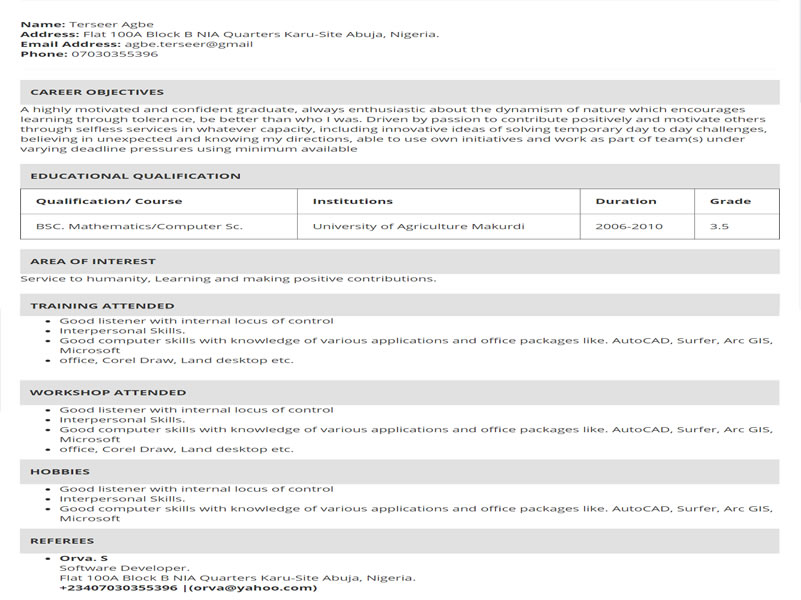 Name: Terseer Agbe
Address: Flat 100A Block B NIA Quarters Karu-Site Abuja, Nigeria.
Email Address: agbe.terseer@gmail
Phone: 07030355396
CAREER OBJECTIVES
A highly motivated and confident graduate, always enthusiastic about the dynamism of nature which encourages
learning through tolerance, be better than who I was. Driven by passion to contribute positively and motivate others
through selfless services in whatever capacity, including innovative ideas of solving temporary day to day challenges,
believing in unexpected and knowing my directions, able to use own initiatives and work as part of team(s) under
varying deadline pressures using minimum available
EDUCATIONAL QUALIFICATION
Qualification/ Course Institutions Duration Grade
BSC. Mathematics/Computer Sc. University of Agriculture Makurdi 2006-2010 3.5
AREA OF INTEREST
Service to humanity, Learning and making positive contributions.
TRAINING ATTENDED
• Good listener with internal locus of control
• Interpersonal Skills.
• Good computer skills with knowledge of various applications and office packages like. AutoCAD, Surfer, Arc GIS,
Microsoft
• office, Corel Draw, Land desktop etc.
WORKSHOP ATTENDED
• Good listener with internal locus of control
• Interpersonal Skills.
• Good computer skills with knowledge of various applications and office packages like. AutoCAD, Surfer, Arc GIS,
Microsoft
• office, Corel Draw, Land desktop etc.
HOBBIES
• Good listener with internal locus of control
• Interpersonal Skills.
• Good computer skills with knowledge of various applications and office packages like. AutoCAD, Surfer, Arc GIS,
Microsoft
REFEREES
• Orva. S
Software Developer.
Flat 100A Block B NIA Quarters Karu-Site Abuja, Nigeria.
+23407030355396 |(orva@yahoo.com)